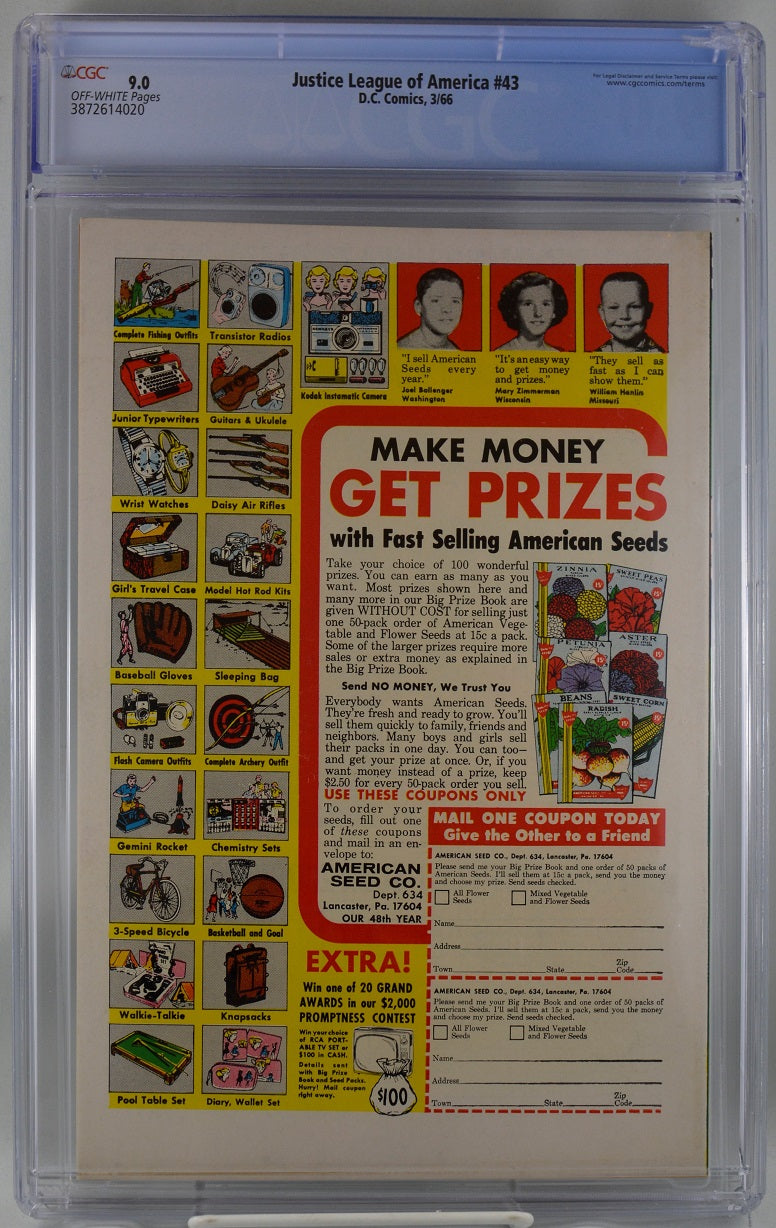 CGC
9.0
OFF-WHITE Pages
3872614020
Justice League of America #43
D.C. Comics, 3/66
For Legal Disclaimer and Service Terms please visit:
www.cgccomics.com/terms
Complete Fishing Outfits
Transistor Radios
Kodak Instamatic Camera
Junior Typewriters
Guitars & Ukulele
Wrist Watches
Daisy Air Rifles
Girl's Travel Case
Model Hot Rod Kits
Baseball Gloves
Sleeping Bag
Flash Camera Outfits
Complete Archery Outfit
Gemini Rocket
Chemistry Sets
3-Speed Bicycle
Basketball and Goal
Walkie-Talkie
Knapsacks
Pool Table Set
Diary, Wallet Set
"I sell American
Seeds every
year."
Joel Ballenger
Washington
"It's an easy way
to get money
and prizes."
Mary Zimmerman
Wisconsin
"They sell as
fast as I can
show them."
William Hanlin
Missouri
MAKE MONEY
GET PRIZES
with Fast Selling American Seeds
Take your choice of 100 wonderful
prizes. You can earn as many as you
want. Most prizes shown here and
many more in our Big Prize Book are
given WITHOUT COST for selling just
one 50-pack order of American Vege-
table and Flower Seeds at 15c a pack.
Some of the larger prizes require more
sales or extra money as explained in
the Big Prize Book.
Send NO MONEY, We Trust You
Everybody wants American Seeds.
They're fresh and ready to grow. You'll
sell them quickly to family, friends and
neighbors. Many boys and girls sell
their packs in one day. You can too—
and get your prize at once. Or, if you
want money instead of a prize, keep
$2.50 for every 50-pack order you sell.
USE THESE COUPONS ONLY
ZINNIA
SWEET PEAS
PETUNIA
ASTER
BEANS
SWEET CORN
RADISH
To order your
seeds, fill out one
of these coupons
and mail in an en-
velope to:
AMERICAN
SEED CO.
Dept. 634
Lancaster, Pa. 17604
OUR 48th YEAR
EXTRA!
Win one of 20 GRAND
AWARDS in our $2,000
PROMPTNESS CONTEST
Win your choice
of RCA PORT-
ABLE TV SET or
$100 in CASH.
Details sent
with Big Prize
Book and Seed Packs.
Hurry! Mail coupon
right away.
$100
MAIL ONE COUPON TODAY
Give the Other to a Friend
AMERICAN SEED CO., Dept. 634, Lancaster, Pa. 17604
Please send me your Big Prize Book and one order of 50 packs of
American Seeds. I'll sell them at 15c a pack, send you the money
and choose my prize. Send seeds checked.
All Flower
Seeds
Mixed Vegetable
and Flower Seeds
Name
Address
Town State Zip Code
AMERICAN SEED CO., Dept. 634, Lancaster, Pa. 17604
Please send me your Big Prize Book and one order of 50 packs of
American Seeds. I'll sell them at 15c a pack, send you the money
and choose my prize. Send seeds checked.
All Flower
Seeds
Mixed Vegetable
and Flower Seeds
Name
Address
Town State Zip Code